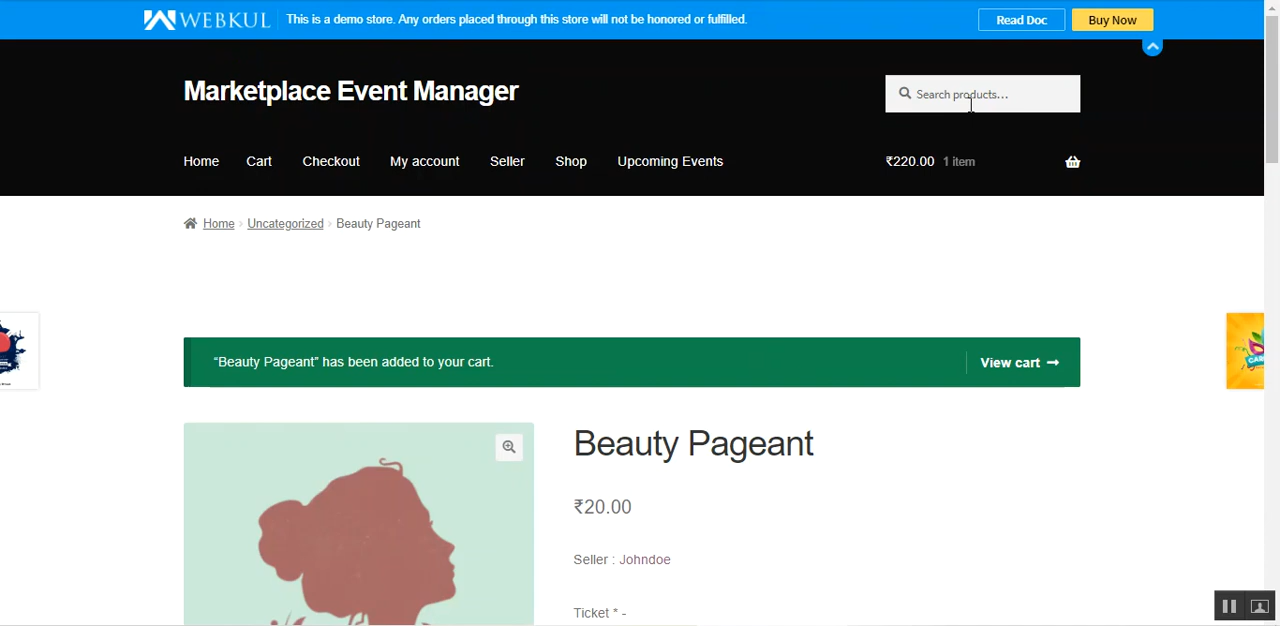 WEBKUL
This is a demo store. Any orders placed through this store will not be honored or fulfilled.
Read Doc
Buy Now
Marketplace Event Manager
Search products...
Home
Cart
Checkout
My account
Seller
Shop
Upcoming Events
₹220.00 1 item
Home › Uncategorized › Beauty Pageant
“Beauty Pageant” has been added to your cart.
View cart →
Beauty Pageant
₹20.00
Seller : Johndoe
Ticket * -